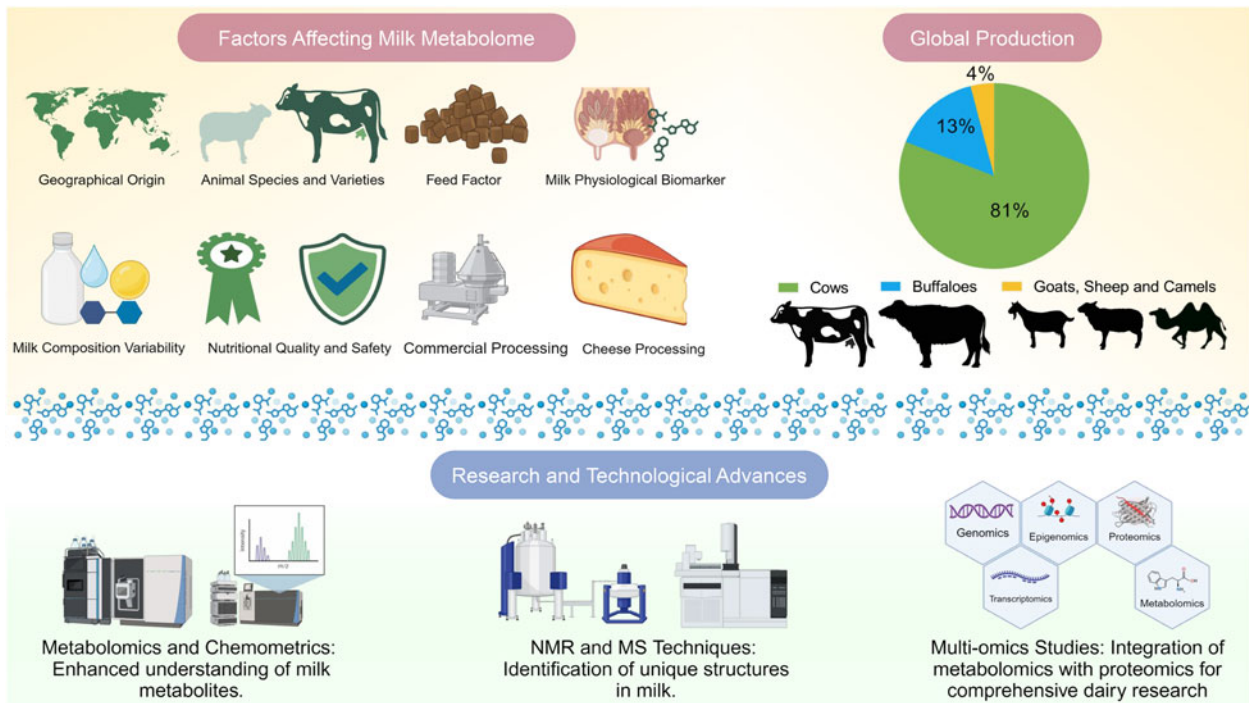 Factors Affecting Milk Metabolome
Global Production
Geographical Origin
Animal Species and Varieties
Feed Factor
Milk Physiological Biomarker
Milk Composition Variability
Nutritional Quality and Safety
Commercial Processing
Cheese Processing
4%
13%
81%
Cows
Buffaloes
Goats, Sheep and Camels
Research and Technological Advances
Intensity
m/z
Metabolomics and Chemometrics:
Enhanced understanding of milk
metabolites.
NMR and MS Techniques:
Identification of unique structures
in milk.
Genomics
Epigenomics
Proteomics
Transcriptomics
Metabolomics
Multi-omics Studies: Integration of
metabolomics with proteomics for
comprehensive dairy research